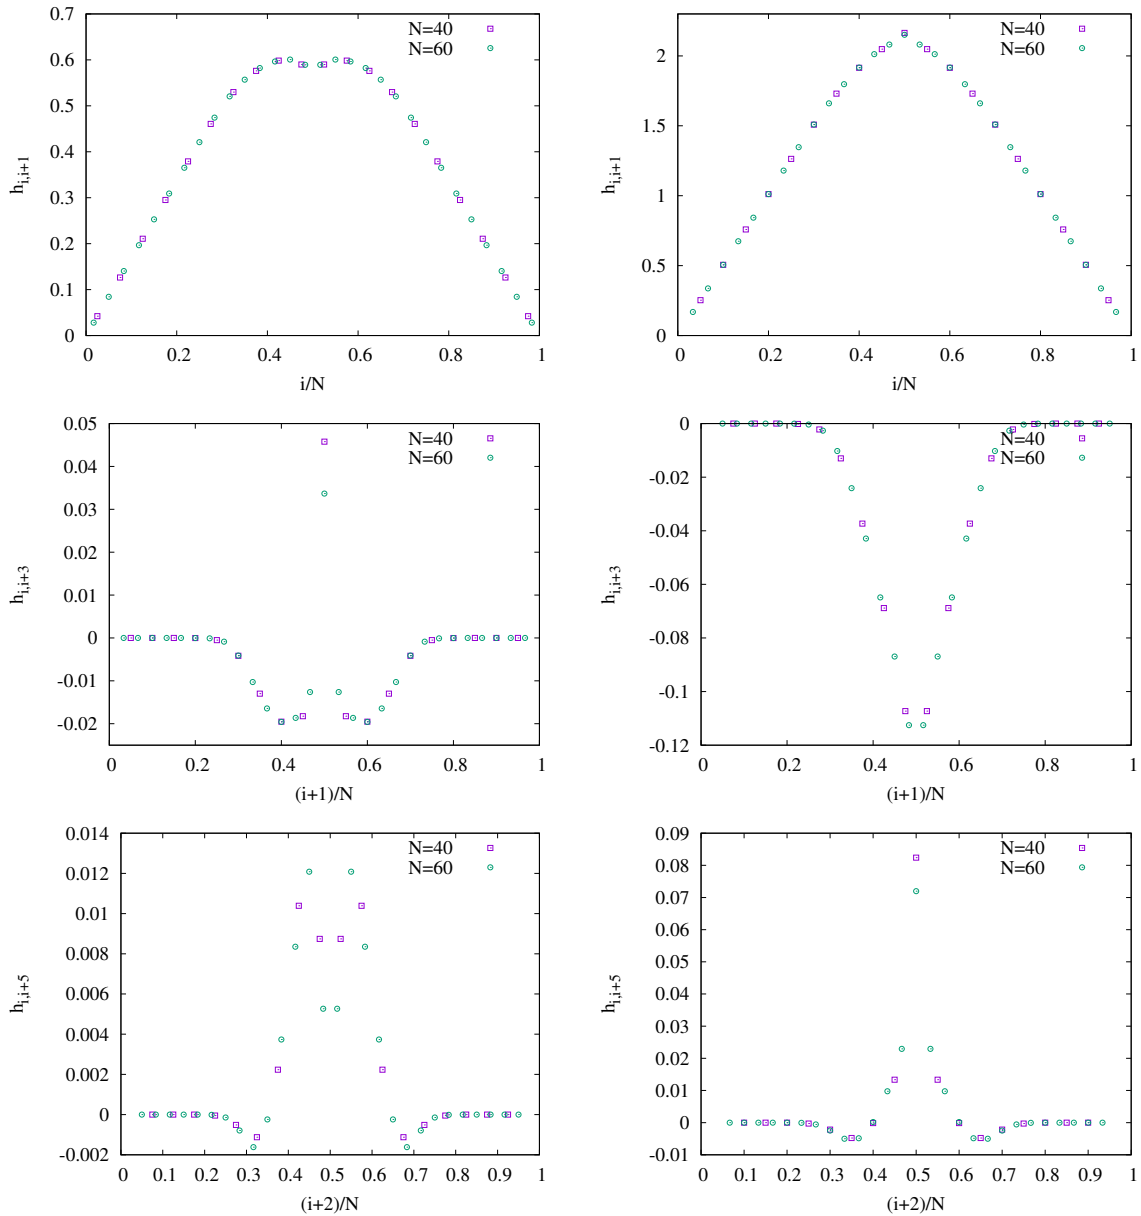 0.7
0.6
0.5
0.4
0.3
0.2
0.1
0
0 0.2 0.4 0.6 0.8 1
h_{i,i+1}
i/N
N=40
N=60
2
1.5
1
0.5
0
0 0.2 0.4 0.6 0.8 1
h_{i,i+1}
i/N
N=40
N=60
0.05
0.04
0.03
0.02
0.01
0
-0.01
-0.02
0 0.2 0.4 0.6 0.8 1
h_{i,i+3}
(i+1)/N
N=40
N=60
0
-0.02
-0.04
-0.06
-0.08
-0.1
-0.12
0 0.2 0.4 0.6 0.8 1
h_{i,i+3}
(i+1)/N
N=40
N=60
0.014
0.012
0.01
0.008
0.006
0.004
0.002
0
-0.002
0 0.1 0.2 0.3 0.4 0.5 0.6 0.7 0.8 0.9 1
h_{i,i+5}
(i+2)/N
N=40
N=60
0.09
0.08
0.07
0.06
0.05
0.04
0.03
0.02
0.01
0
-0.01
0 0.1 0.2 0.3 0.4 0.5 0.6 0.7 0.8 0.9 1
h_{i,i+5}
(i+2)/N
N=40
N=60